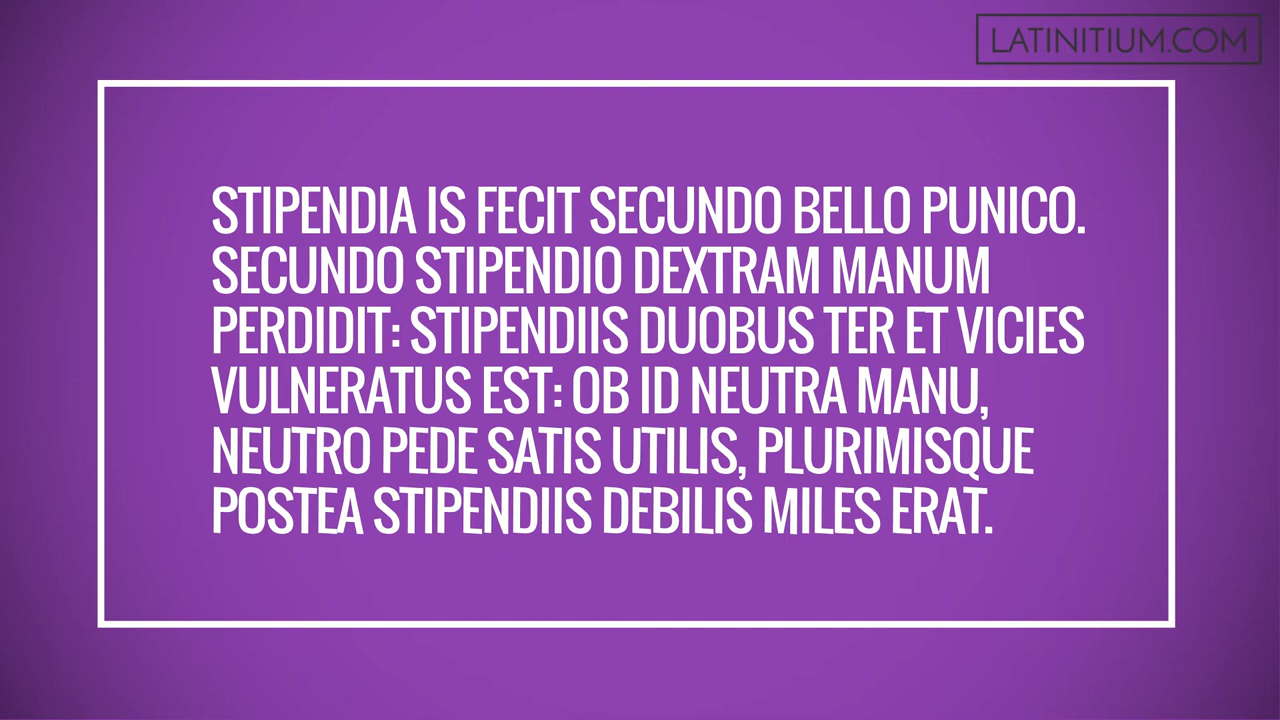 LATINITIUM.COM
STIPENDIA IS FECIT SECUNDO BELLO PUNICO.
SECUNDO STIPENDIO DEXTRAM MANUM
PERDIDIT: STIPENDIIS DUOBUS TER ET VICIES
VULNERATUS EST: OB ID NEUTRA MANU,
NEUTRO PEDE SATIS UTILIS, PLURIMISQUE
POSTEA STIPENDIIS DEBILIS MILES ERAT.